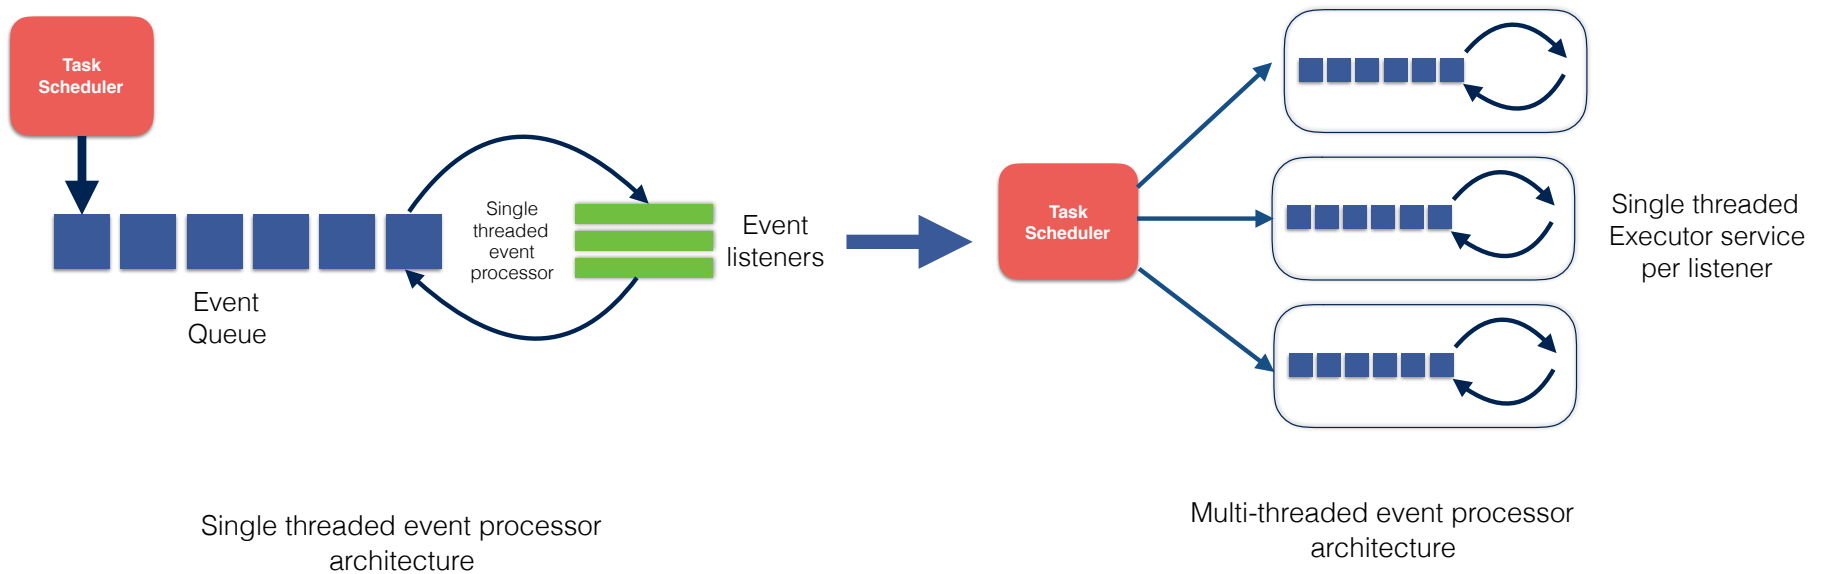 Task
Scheduler
Single
threaded
event
processor
Event
listeners
Event
Queue
Single threaded event processor
architecture
Task
Scheduler
Single threaded
Executor service
per listener
Multi-threaded event processor
architecture